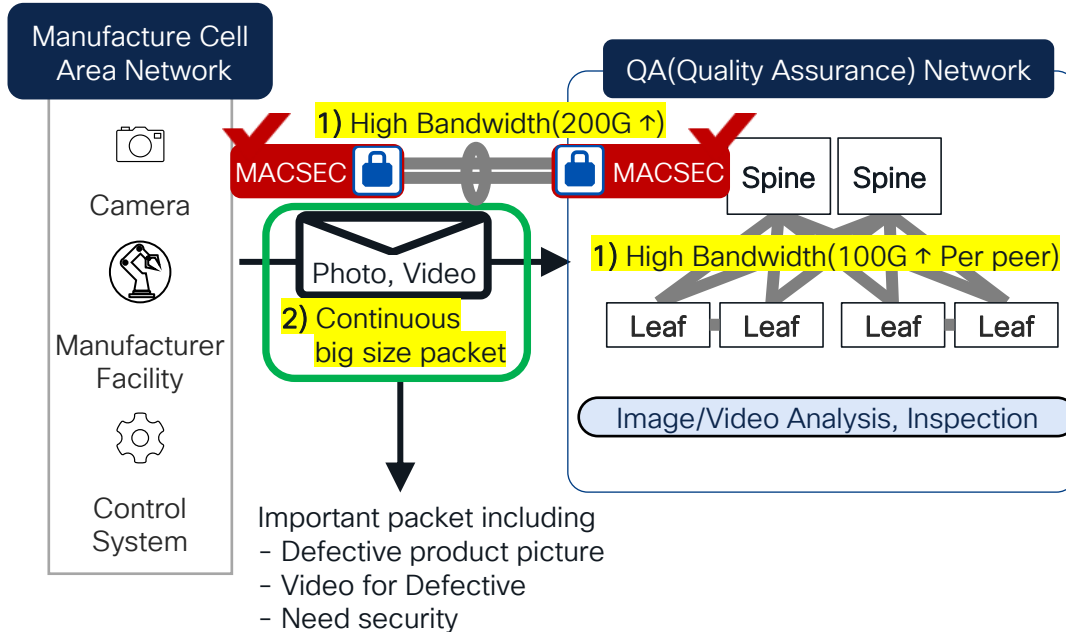 Manufacture Cell
Area Network
QA(Quality Assurance) Network
1) High Bandwidth(200G ↑)
MACSEC
MACSEC
Camera
Manufacturer
Facility
Control
System
Photo, Video
2) Continuous
big size packet
Spine
Spine
1) High Bandwidth(100G ↑ Per peer)
Leaf
Leaf
Leaf
Leaf
Image/Video Analysis, Inspection
Important packet including
- Defective product picture
- Video for Defective
- Need security